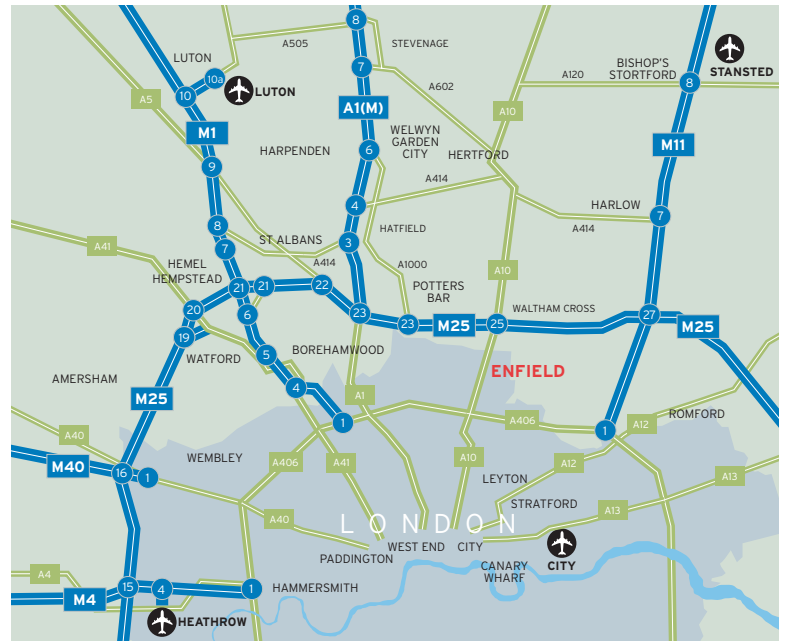 8
A505
STEVENAGE
LUTON
10a
LUTON
7
BISHOP'S
STORTFORD
STANSTED
A120
8
A602
10
A5
A1(M)
A10
M1
WELWYN
GARDEN
CITY
M11
HARPENDEN
6
HERTFORD
9
A414
4
HARLOW
7
A414
8
HATFIELD
ST ALBANS
3
A41
7
HEMEL
HEMPSTEAD
A414
A1000
A10
21
21
22
POTTERS
BAR
20
6
23
WALTHAM CROSS
27
23
M25
25
M25
19
WATFORD
5
BOREHAMWOOD
ENFIELD
AMERSHAM
4
A1
M25
ROMFORD
1
A406
1
A12
A40
WEMBLEY
A406
A41
A10
A12
M40
16
1
LEYTON
A13
STRATFORD
A40
A13
LONDON
PADDINGTON
WEST END
CITY
CITY
CANARY
WHARF
A4
15
4
1
HAMMERSMITH
M4
HEATHROW